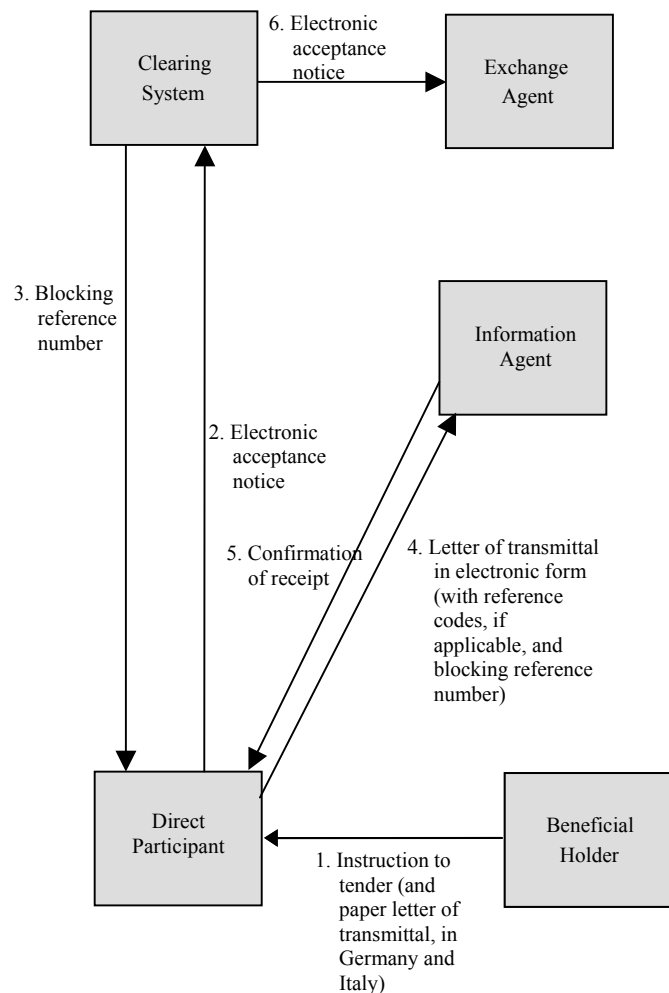 6. Electronic
acceptance
notice
Clearing
System
Exchange
Agent
3. Blocking
reference
number
Information
Agent
2. Electronic
acceptance
notice
5. Confirmation
of receipt
4. Letter of transmittal
in electronic form
(with reference
codes, if
applicable, and
blocking reference
number)
Direct
Participant
Beneficial
Holder
1. Instruction to
tender (and
paper letter of
transmittal, in
Germany and
Italy)